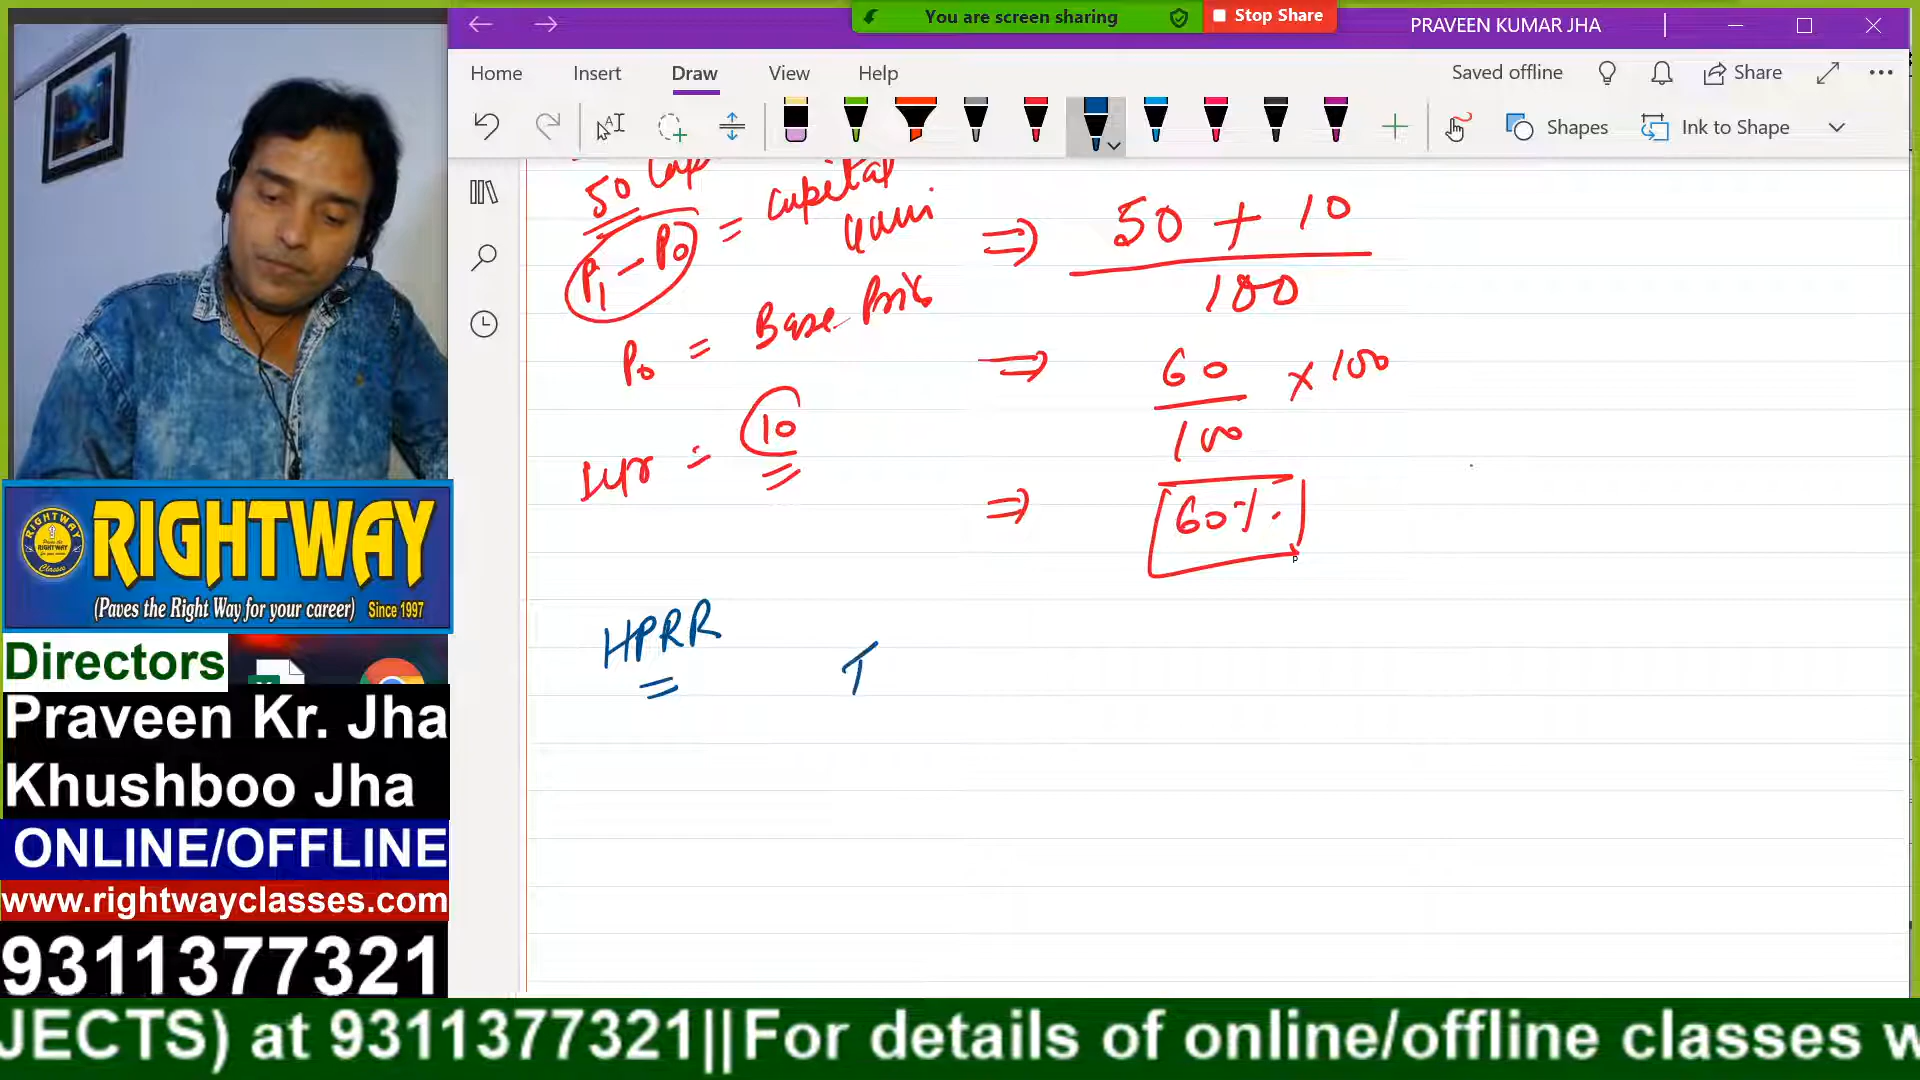 You are screen sharing
Stop Share
PRAVEEN KUMAR JHA
Home Insert Draw View Help
Saved offline
Share
Shapes
Ink to Shape
50 Cap
P1 - P0 = Capital
P0 = Base Price
= 10
⇒ 50 + 10
100
⇒ 60 × 100
100
⇒ 60%.
HPRR
T
RIGHTWAY
RIGHTWAY
Classes
(Paves the Right Way for your career) Since 1997
Directors
Praveen Kr. Jha
Khushboo Jha
ONLINE/OFFLINE
www.rightwayclasses.com
9311377321
JECTS) at 9311377321||For details of online/offline classes w